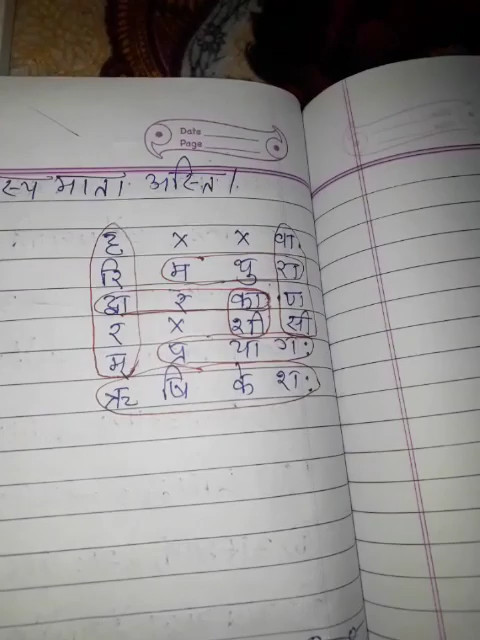 Date
Page
स्य माता अस्ति।
ह × × वा.
रि म थु रा
द्वा र का ण
र × शी सी
म् प्र या गः
ऋ षि के शः